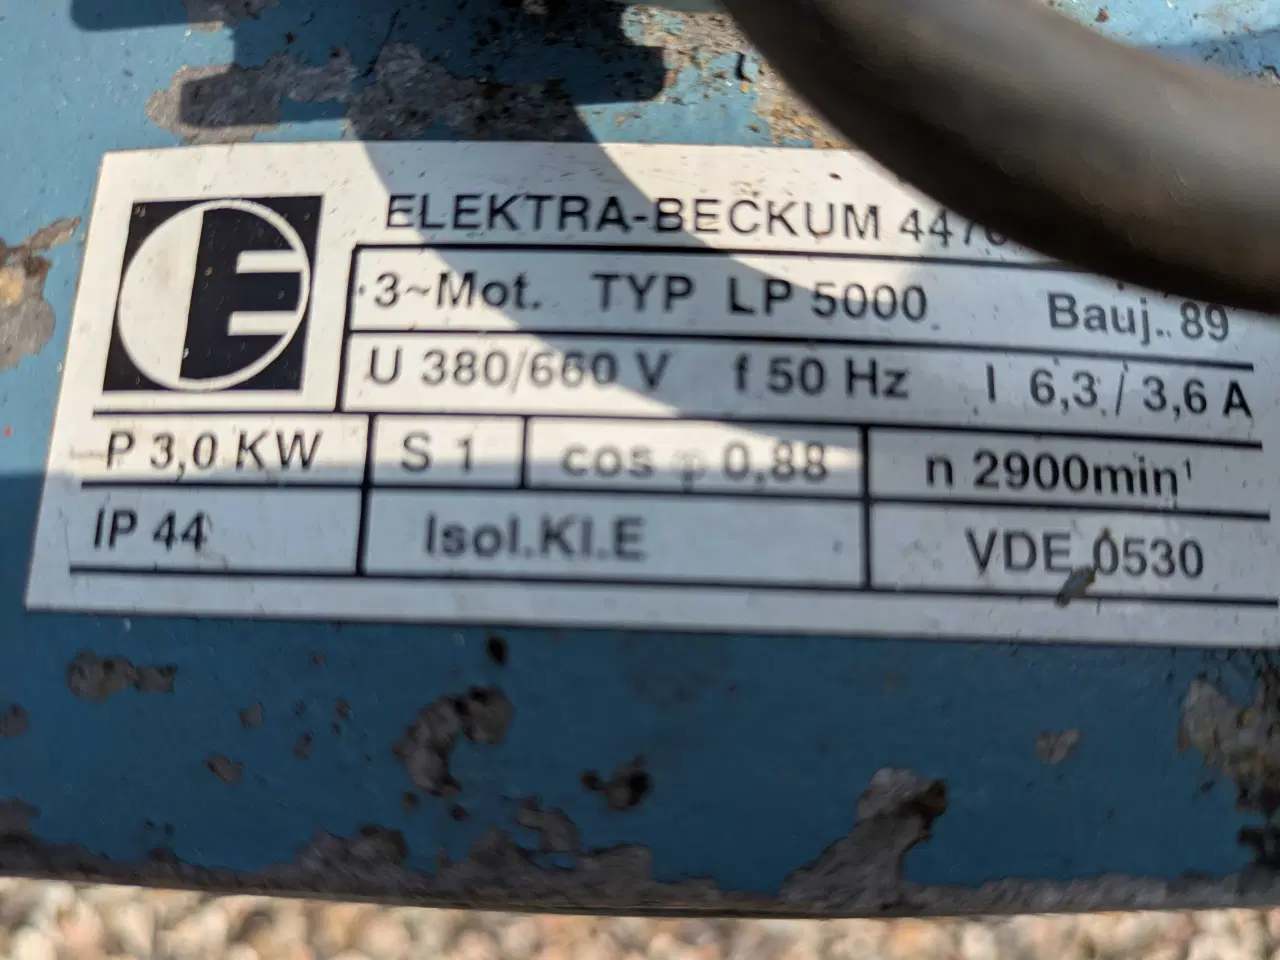 ELEKTRA-BECKUM
3~Mot. TYP LP 5000 Bauj. 89
U 380/660 V f 50 Hz I 6,3 / 3,6 A
P 3,0 KW S 1 cos φ 0,88 n 2900min¹
IP 44 Isol.Kl.E VDE 0530